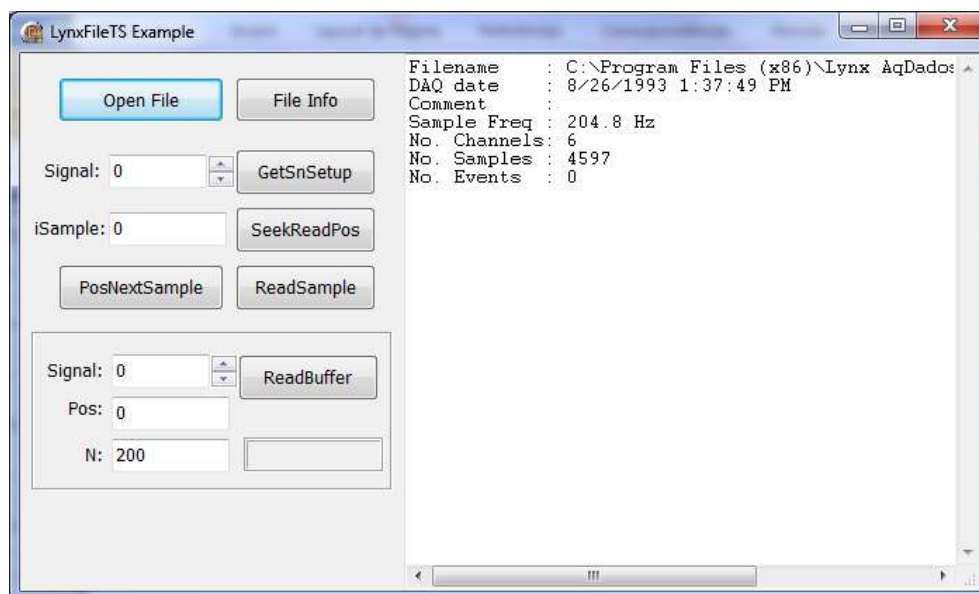 LynxFileTS Example
Open File
File Info
Signal: 0
GetSnSetup
iSample: 0
SeekReadPos
PosNextSample
ReadSample
Signal: 0
ReadBuffer
Pos: 0
N: 200
Filename : C:\Program Files (x86)\Lynx AqDados
DAQ date : 8/26/1993 1:37:49 PM
Comment :
Sample Freq : 204.8 Hz
No. Channels: 6
No. Samples : 4597
No. Events : 0